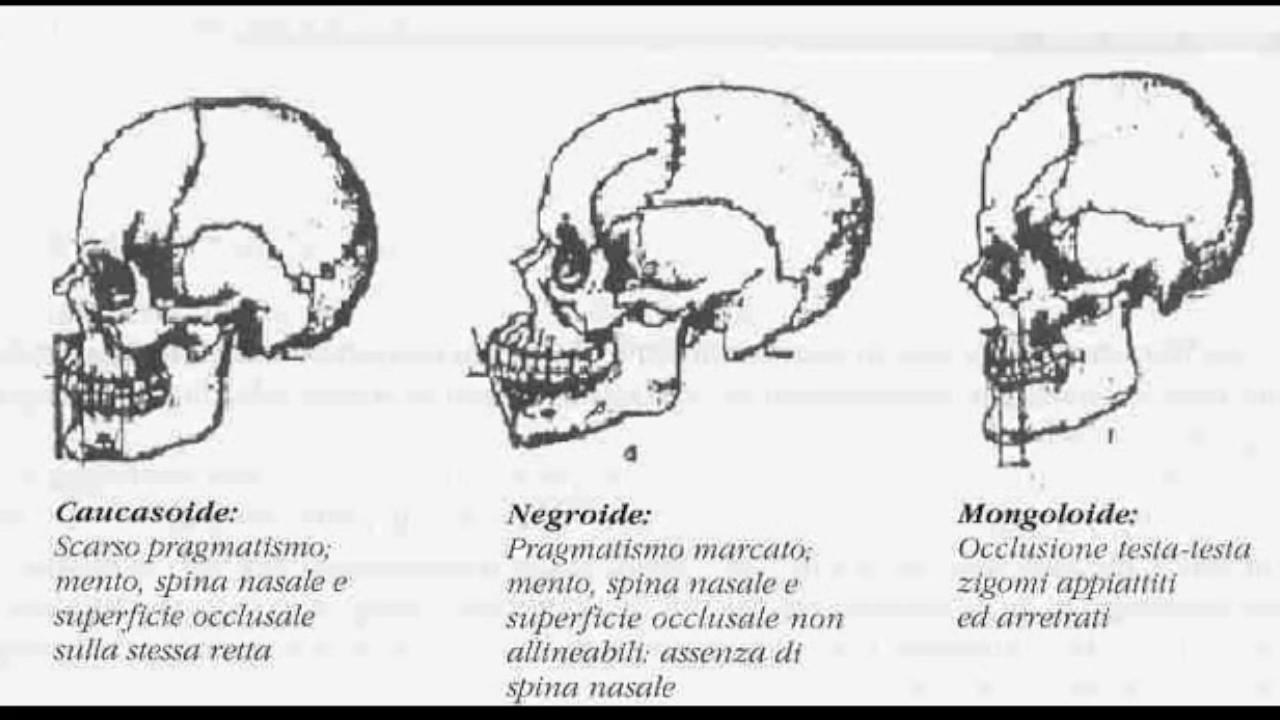 Caucasoide:
Scarso pragmatismo;
mento, spina nasale e
superficie occlusale
sulla stessa retta
Negroide:
Pragmatismo marcato;
mento, spina nasale e
superficie occlusale non
allineabili: assenza di
spina nasale
Mongoloide:
Occlusione testa-testa
zigomi appiattiti
ed arretrati